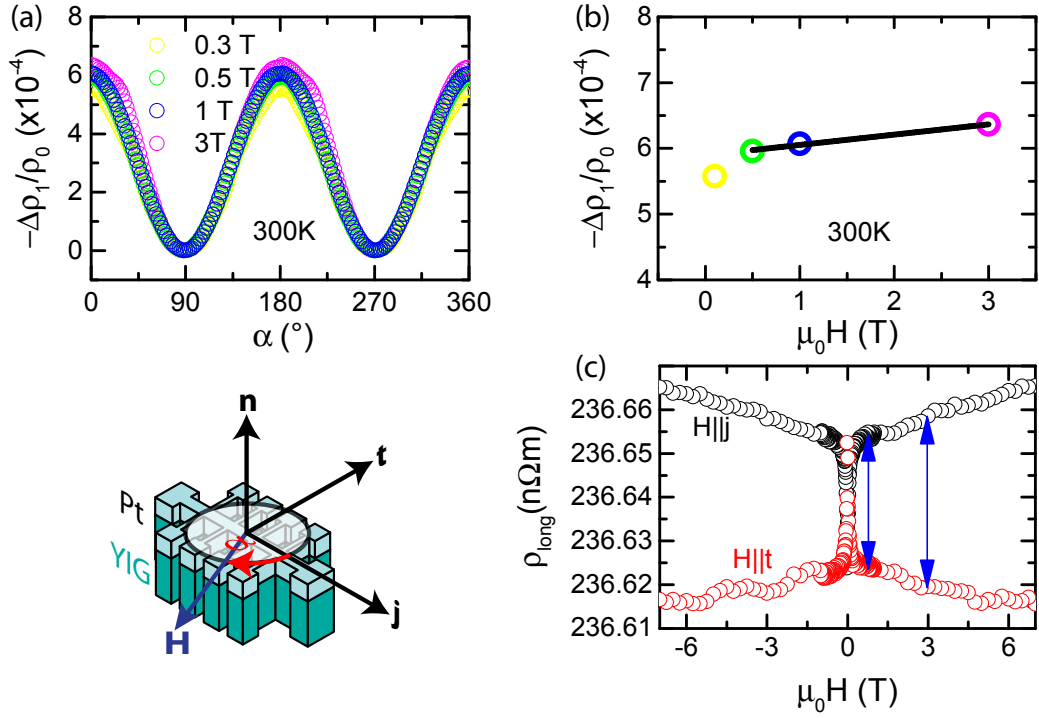 (a)
−Δρ₁/ρ₀ (x10⁻⁴)
8
6
4
2
0
0.3 T
0.5 T
1 T
3T
300K
0 90 180 270 360
α (°)
(b)
−Δρ₁/ρ₀ (x10⁻⁴)
8
7
6
5
4
300K
0 1 2 3
μ₀H (T)
n
t
Pt
YIG
α
H
j
(c)
ρlong(nΩm)
236.66
236.65
236.64
236.63
236.62
236.61
H||j
H||t
-6 -3 0 3 6
μ₀H (T)